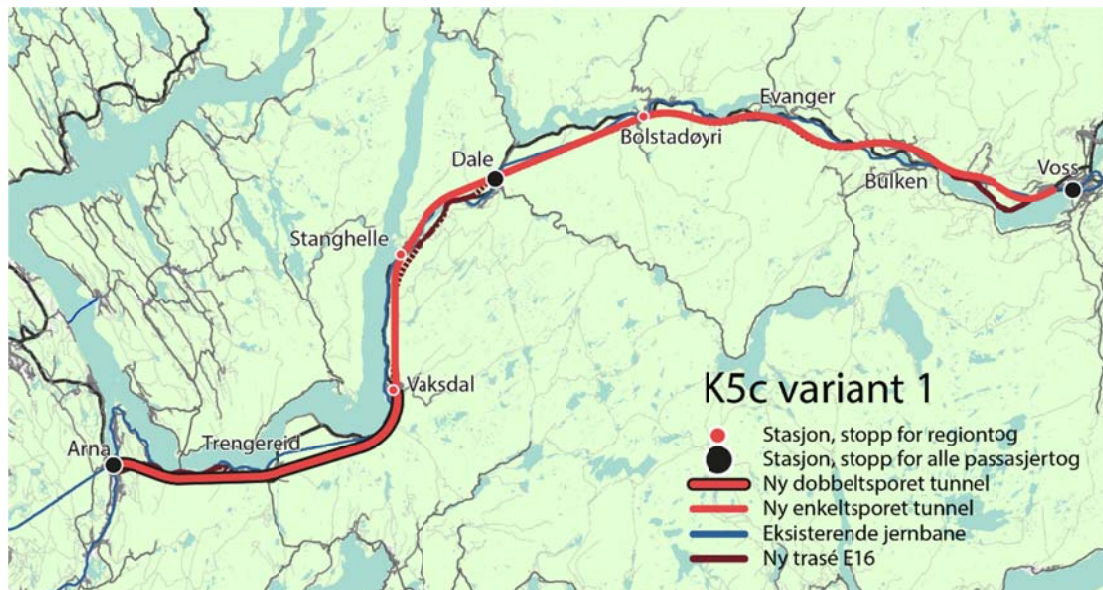 Evanger
Bolstadøyri
Dale
Voss
Bulken
Stanghelle
Vaksdal
Trengereid
Arna
K5c variant 1
Stasjon, stopp for regiontog
Stasjon, stopp for alle passasjertog
Ny dobbeltsporet tunnel
Ny enkeltsporet tunnel
Eksisterende jernbane
Ny trasé E16